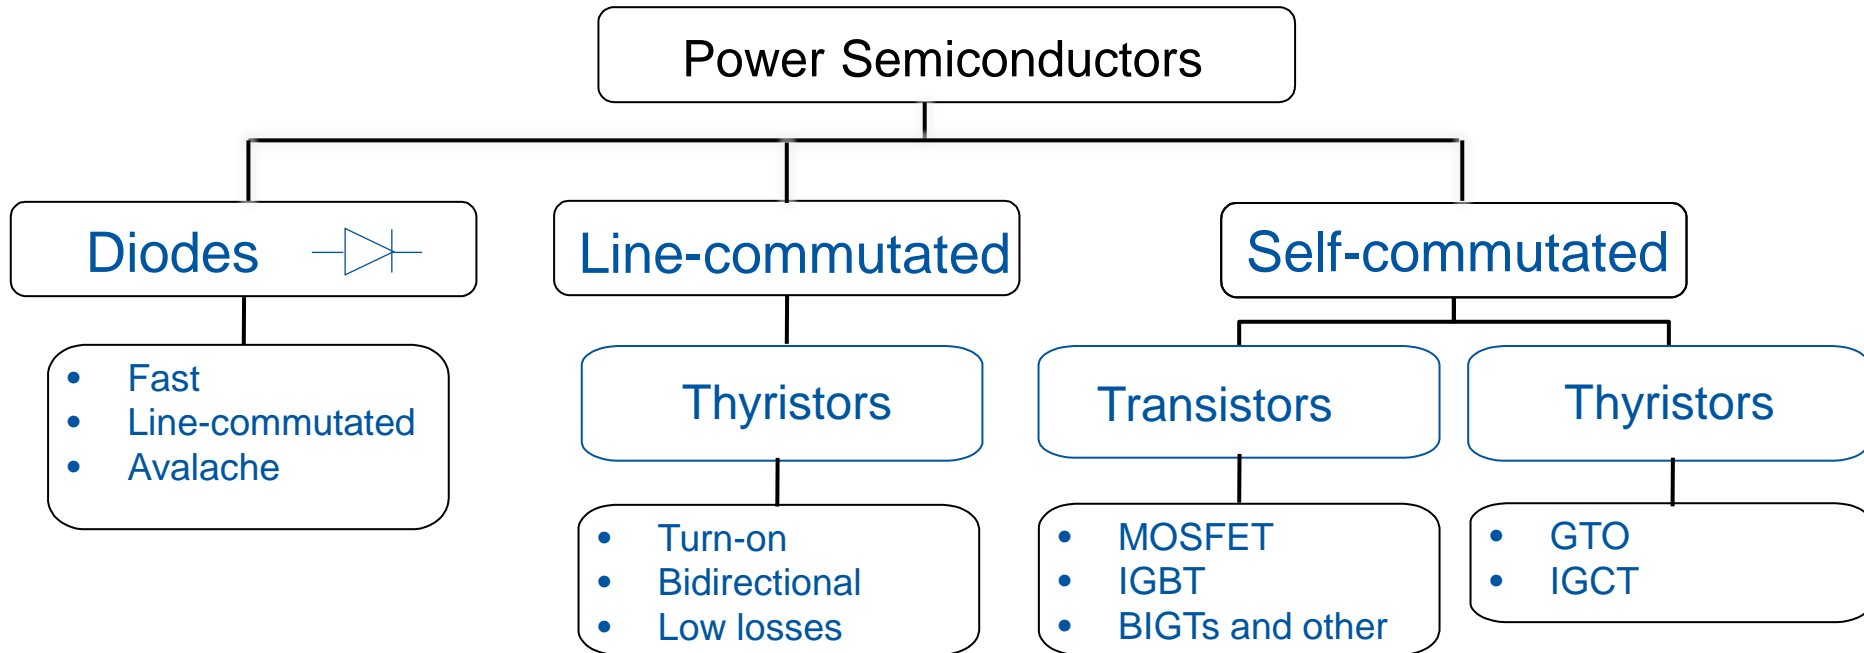 Power Semiconductors
Diodes
Line-commutated
Self-commutated
• Fast
• Line-commutated
• Avalache
Thyristors
Transistors
Thyristors
• Turn-on
• Bidirectional
• Low losses
• MOSFET
• IGBT
• BIGTs and other
• GTO
• IGCT